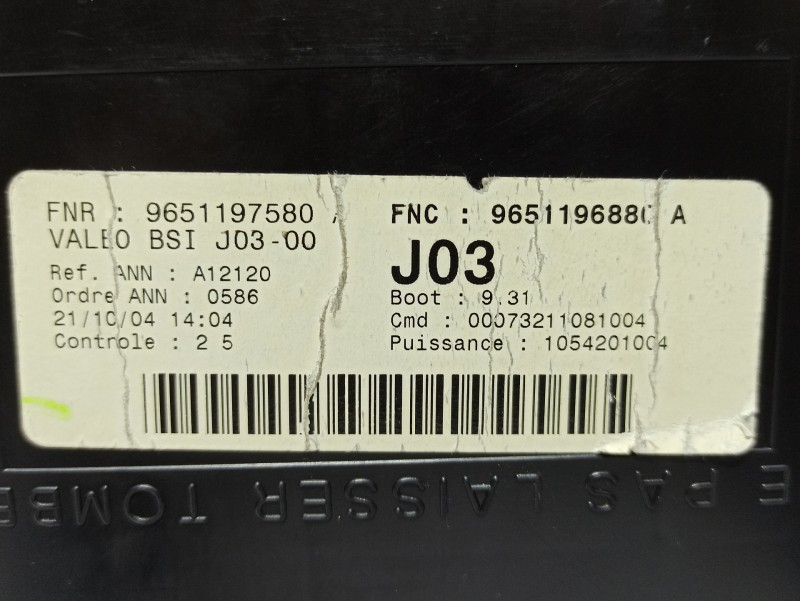 FNR : 9651197580 A
FNC : 9651196880 A
VALEO BSI J03-00
J03
Ref. ANN : A12120
Ordre ANN : 0586
Boot : 9.31
21/10/04 14:04
Cmd : 00073211081004
Controle : 2 5
Puissance : 1054201004
E PAS LAISSER TOMBE